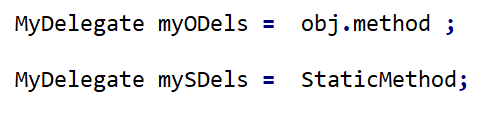 MyDelegate myODels =  obj.method ;
MyDelegate mySDels =  StaticMethod;